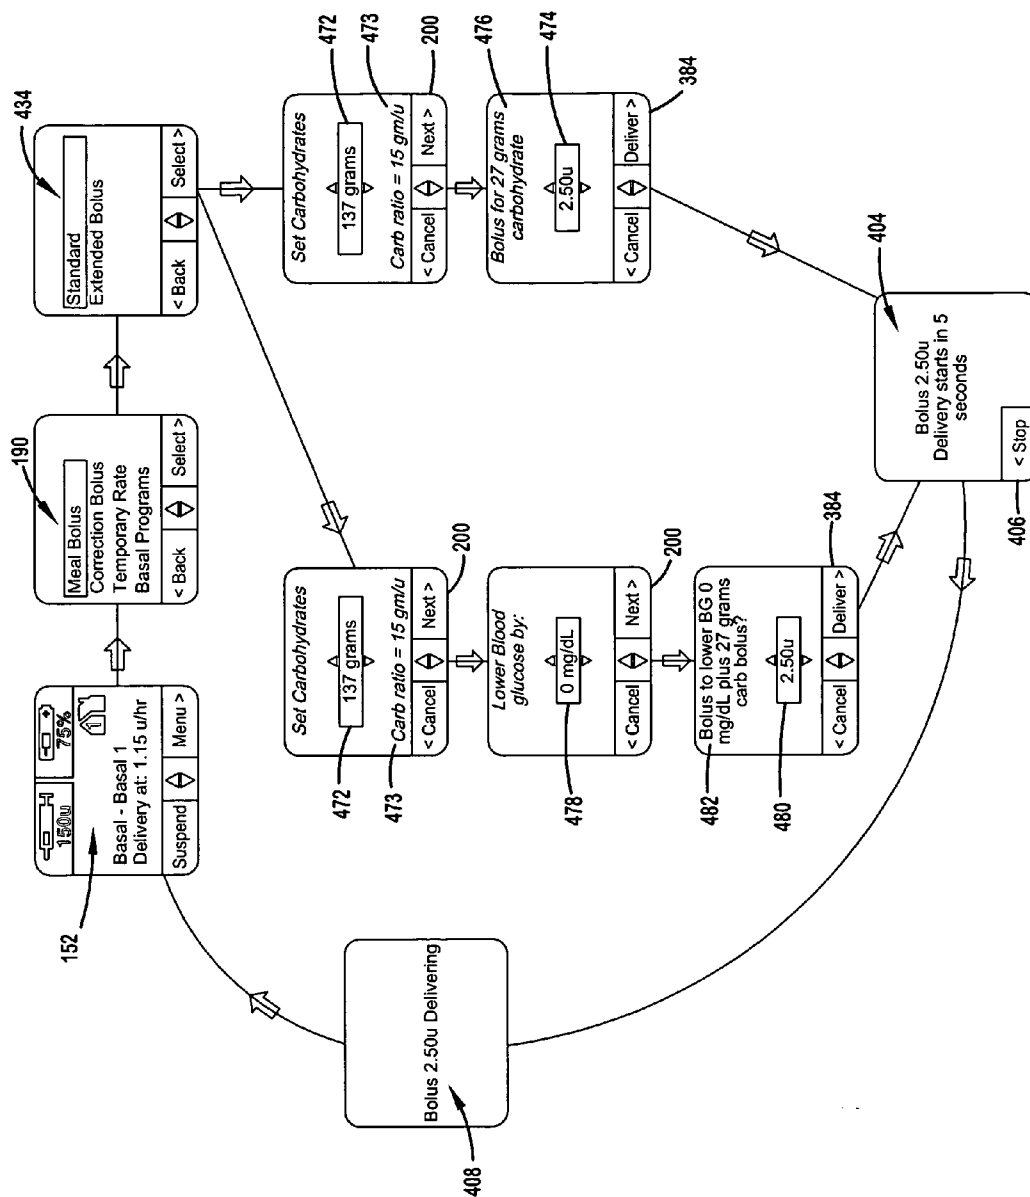 150u
75%
Basal - Basal 1
Delivery at: 1.15 u/hr
Suspend
Menu >
152
190
Meal Bolus
Correction Bolus
Temporary Rate
Basal Programs
< Back
Select >
434
Standard
Extended Bolus
< Back
Select >
Set Carbohydrates
137 grams
Carb ratio = 15 gm/u
< Cancel
Next >
472
473
200
Lower Blood
glucose by:
0 mg/dL
< Cancel
Next >
478
200
Bolus to lower BG 0
mg/dL plus 27 grams
carb bolus?
2.50u
< Cancel
Deliver >
482
480
384
Set Carbohydrates
137 grams
Carb ratio = 15 gm/u
< Cancel
Next >
472
473
200
Bolus for 27 grams
carbohydrate
2.50u
< Cancel
Deliver >
476
474
384
404
Bolus 2.50u
Delivery starts in 5
seconds
< Stop
406
Bolus 2.50u Delivering
408